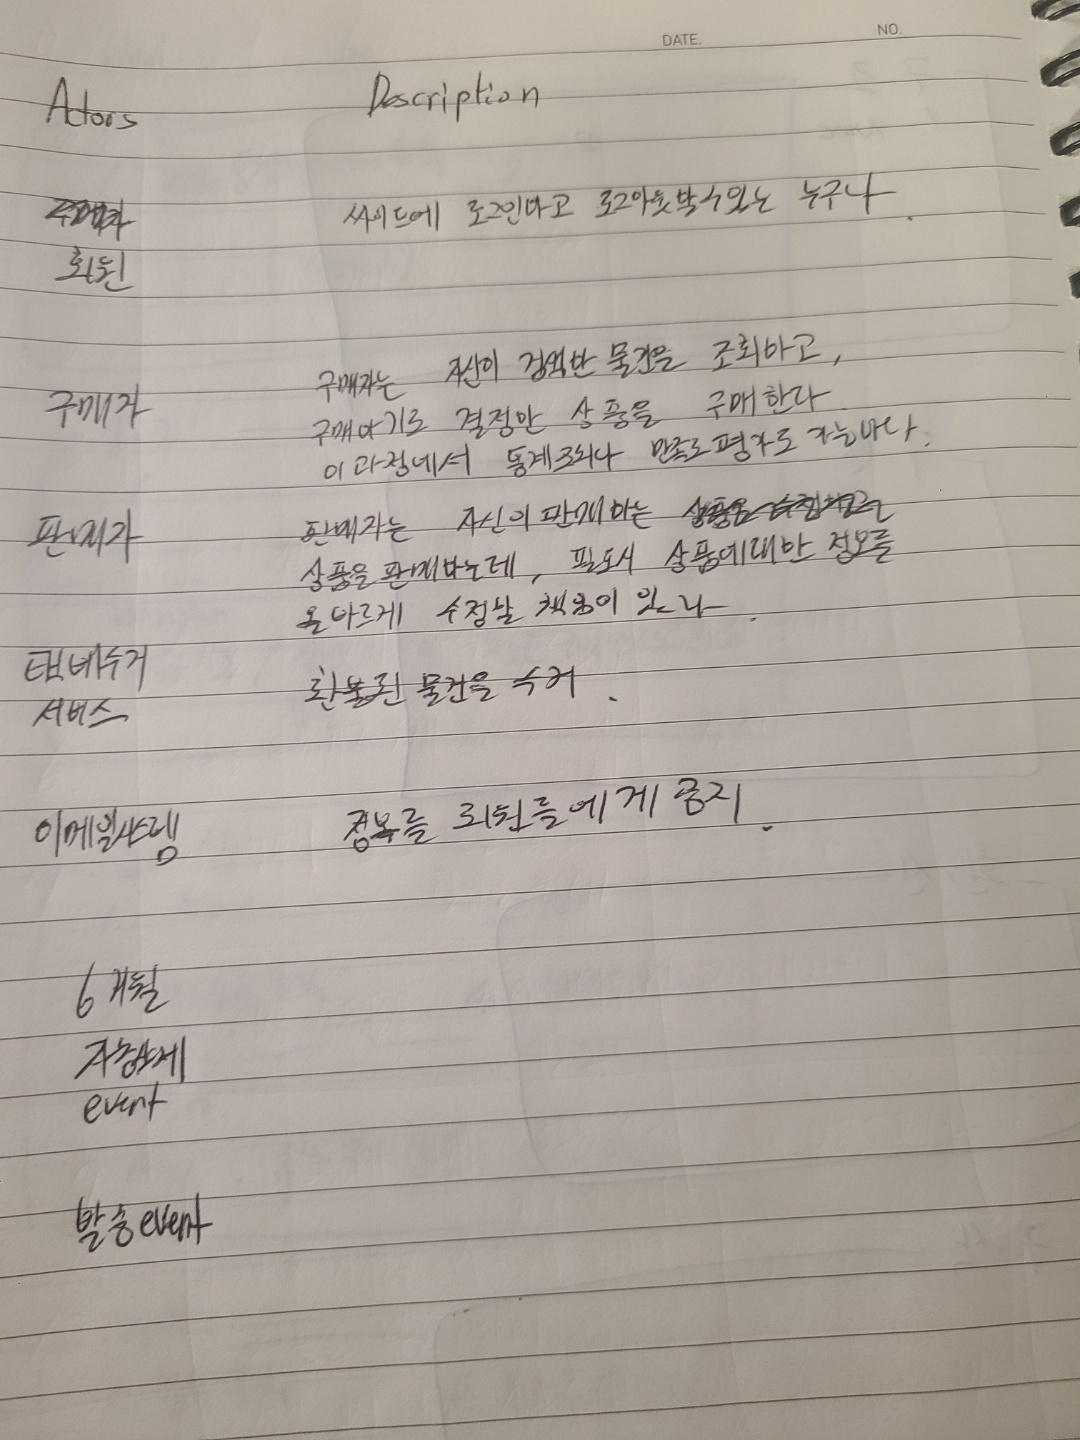 DATE. NO.
Actors Description
싸이트에 로그인하고 로그아웃할수있는 누구나.
회원
구매자 구매자는 자신이 검색한 물건을 조회하고,
구매하기로 결정한 상품을 구매한다
이 과정에서 통계조회나 만족도평가도 가능하다.
판매자 판매자는 자신이 판매하는
상품을 판매하는데, 필요시 상품에대한 정보를
올바르게 수정할 책임이 있다.
택배수거 환불된 물건을 수거.
서비스
이메일시스템 정보를 회원들에게 공지.
6개월
자동삭제
event
발송 event